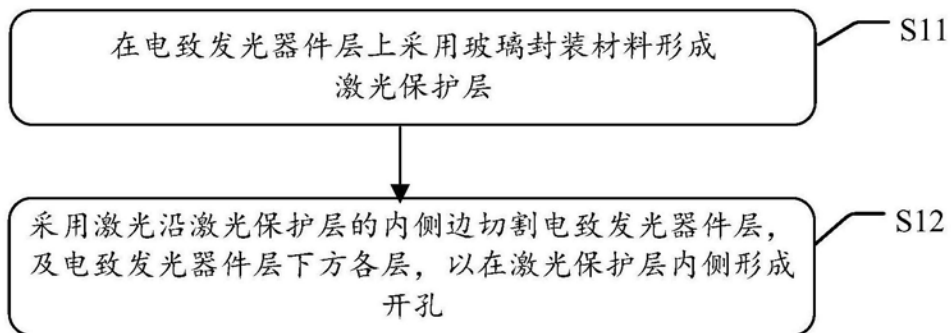 在电致发光器件层上采用玻璃封装材料形成
激光保护层
S11
采用激光沿激光保护层的内侧边切割电致发光器件层，
及电致发光器件层下方各层，以在激光保护层内侧形成
开孔
S12